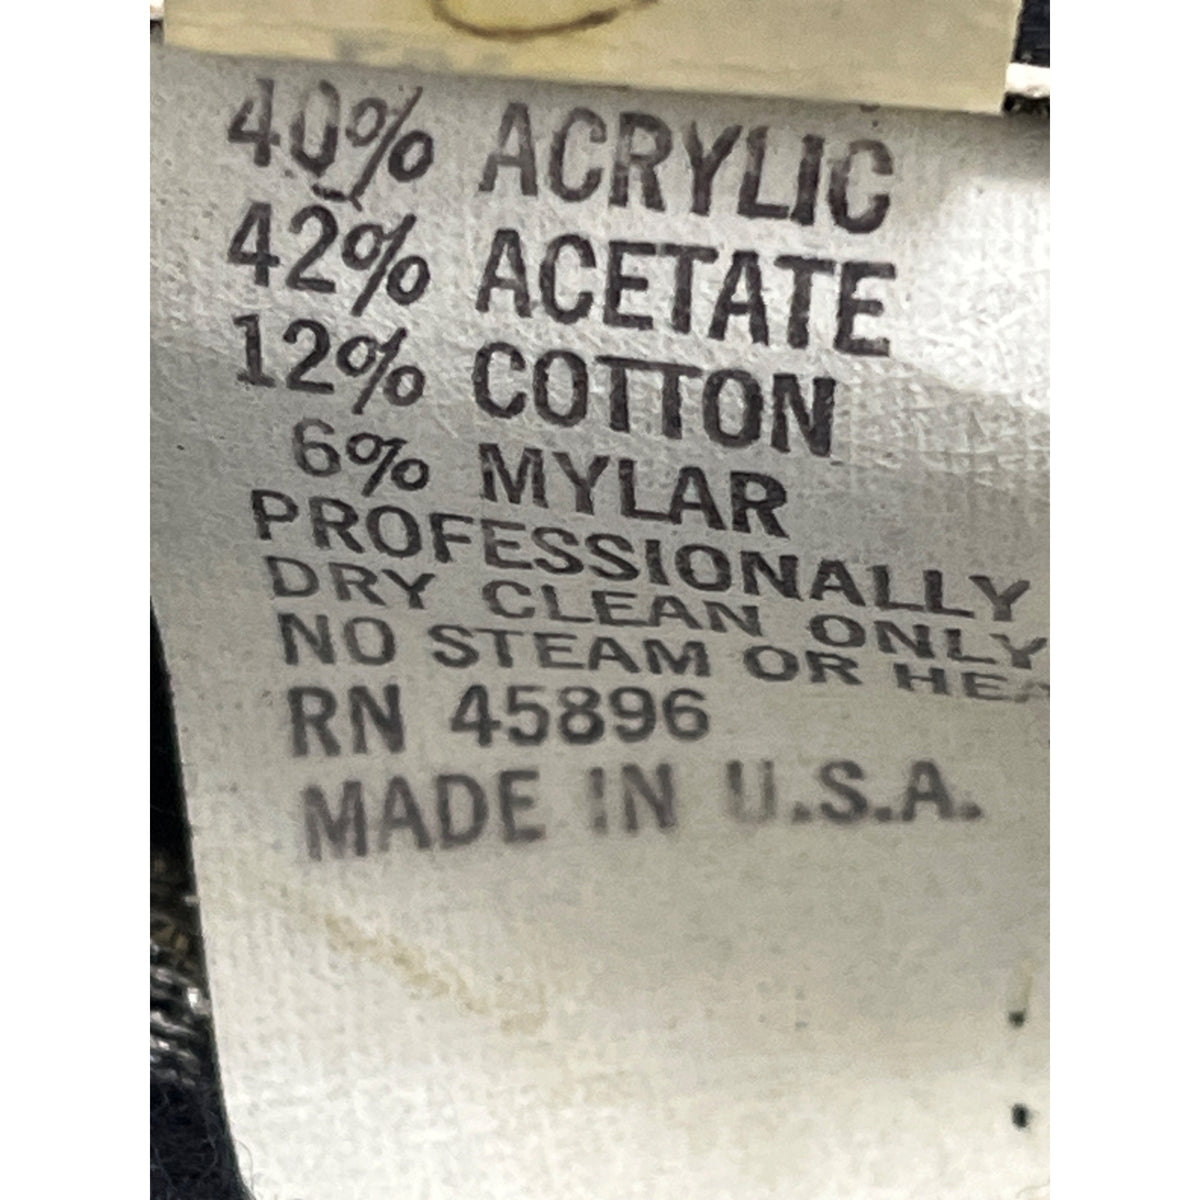 40% ACRYLIC
42% ACETATE
12% COTTON
6% MYLAR
PROFESSIONALLY
DRY CLEAN ONLY
NO STEAM OR
RN 45896
MADE IN U.S.A.